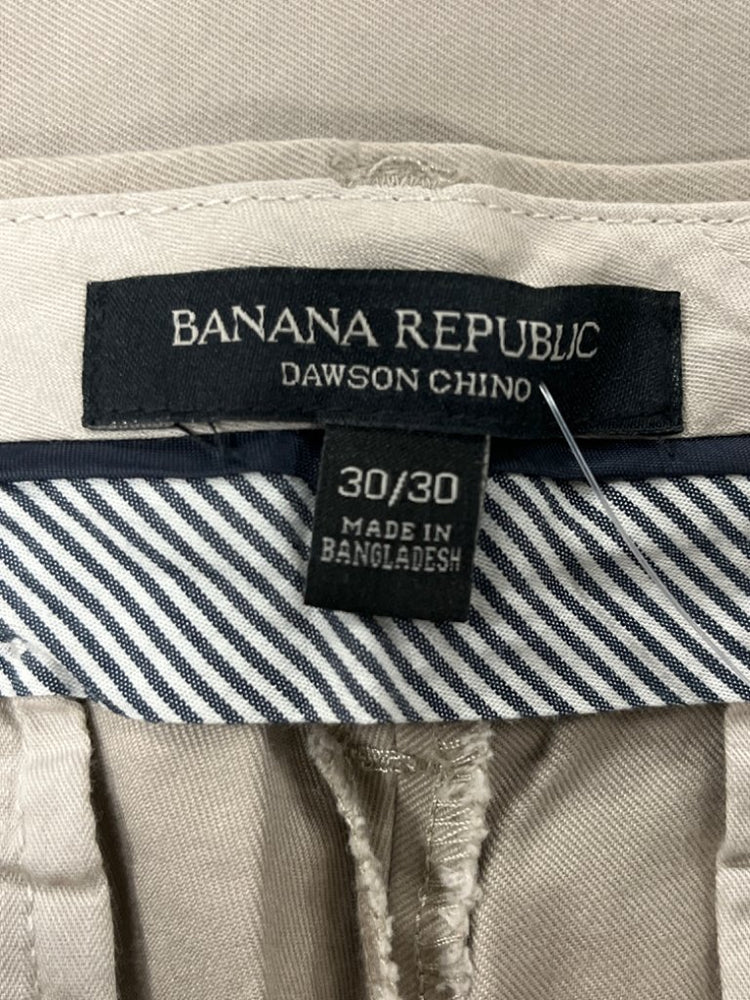 BANANA REPUBLIC
DAWSON CHINO
30/30
MADE IN
BANGLADESH